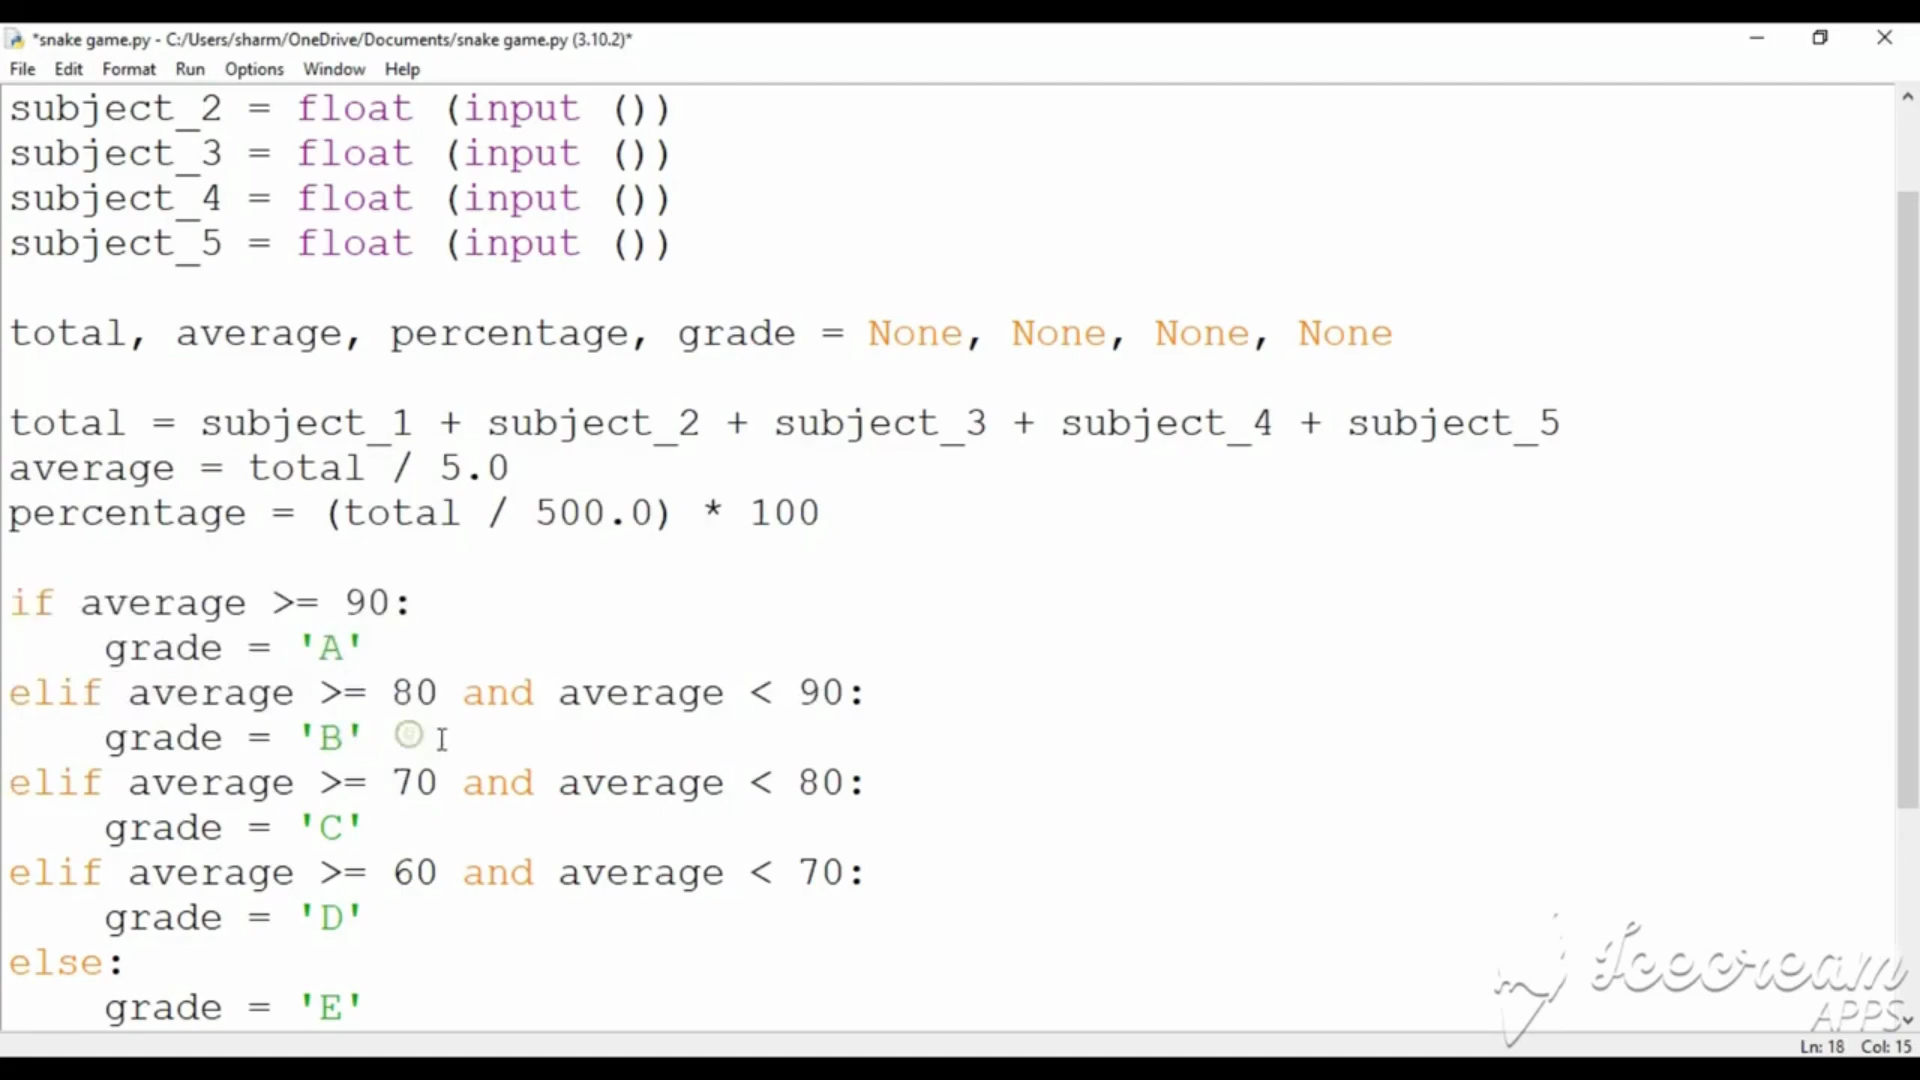 *snake game.py - C:/Users/sharm/OneDrive/Documents/snake game.py (3.10.2)*
File Edit Format Run Options Window Help
subject_2 = float (input ())
subject_3 = float (input ())
subject_4 = float (input ())
subject_5 = float (input ())
total, average, percentage, grade = None, None, None, None
total = subject_1 + subject_2 + subject_3 + subject_4 + subject_5
average = total / 5.0
percentage = (total / 500.0) * 100
if average >= 90:
    grade = 'A'
elif average >= 80 and average < 90:
    grade = 'B'
elif average >= 70 and average < 80:
    grade = 'C'
elif average >= 60 and average < 70:
    grade = 'D'
else:
    grade = 'E'
Icecream
APPS
Ln: 18 Col: 15